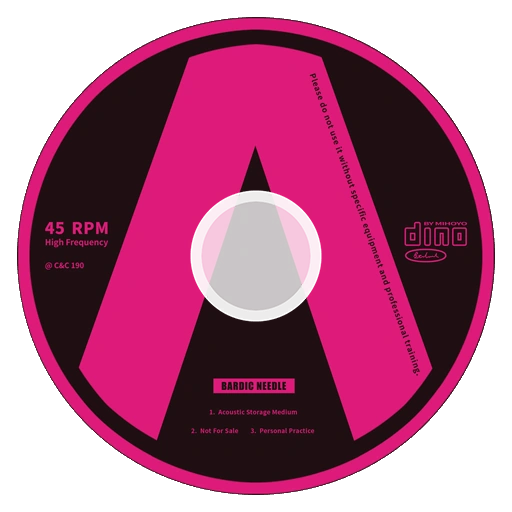 Please do not use it without specific equipment and professional training.
45 RPM
High Frequency
@ C&C 190
BY MIHOYO
dino
BARDIC NEEDLE
1. Acoustic Storage Medium
2. Not For Sale 3. Personal Practice